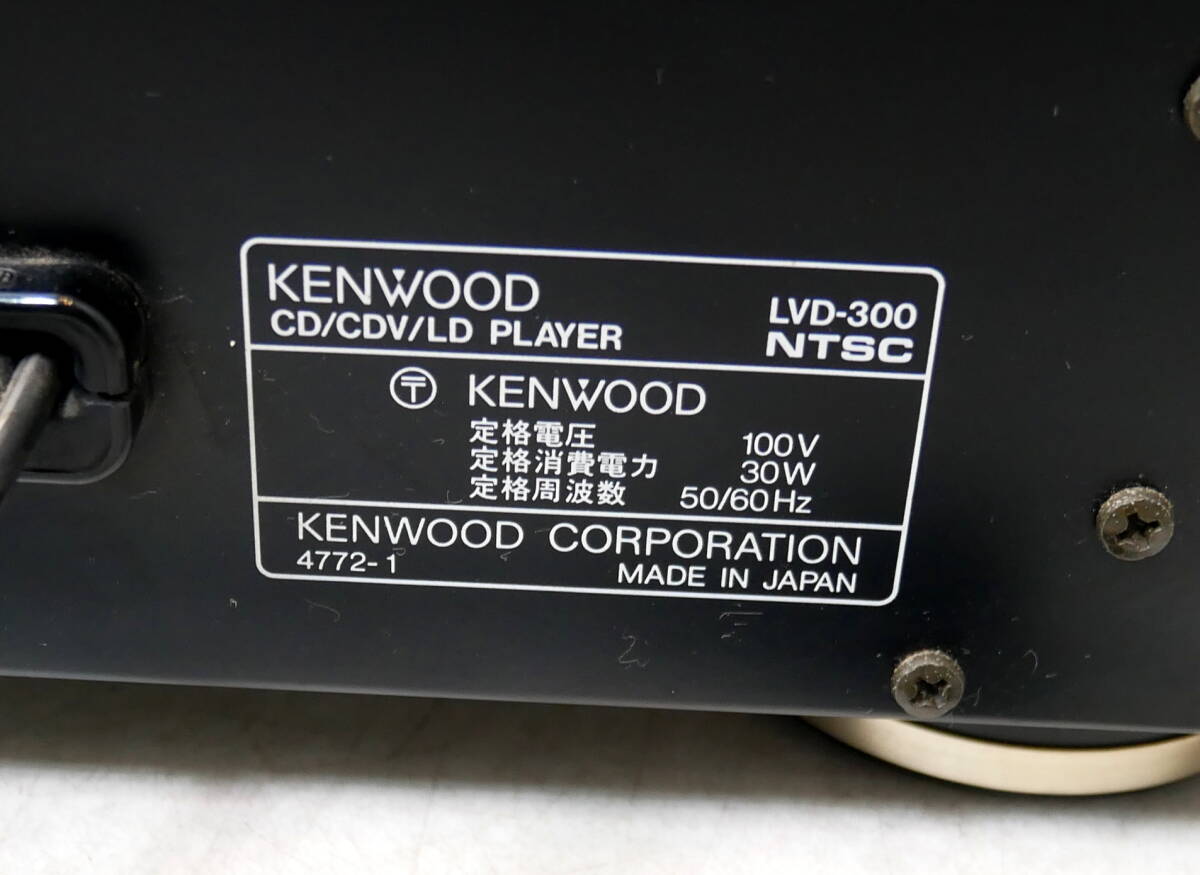 KENWOOD
LVD-300
CD/CDV/LD PLAYER
NTSC
〒 KENWOOD
定格電圧 100V
定格消費電力 30W
定格周波数 50/60Hz
KENWOOD CORPORATION
4772-1 MADE IN JAPAN